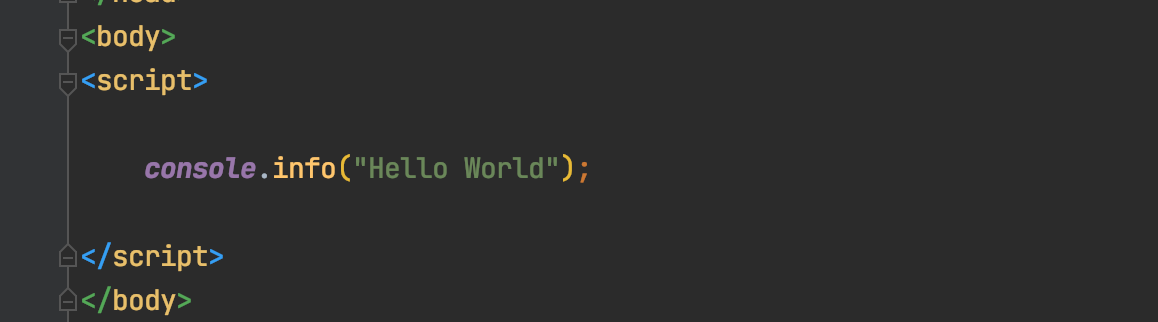 <body>
<script>
console.info("Hello World");
</script>
</body>